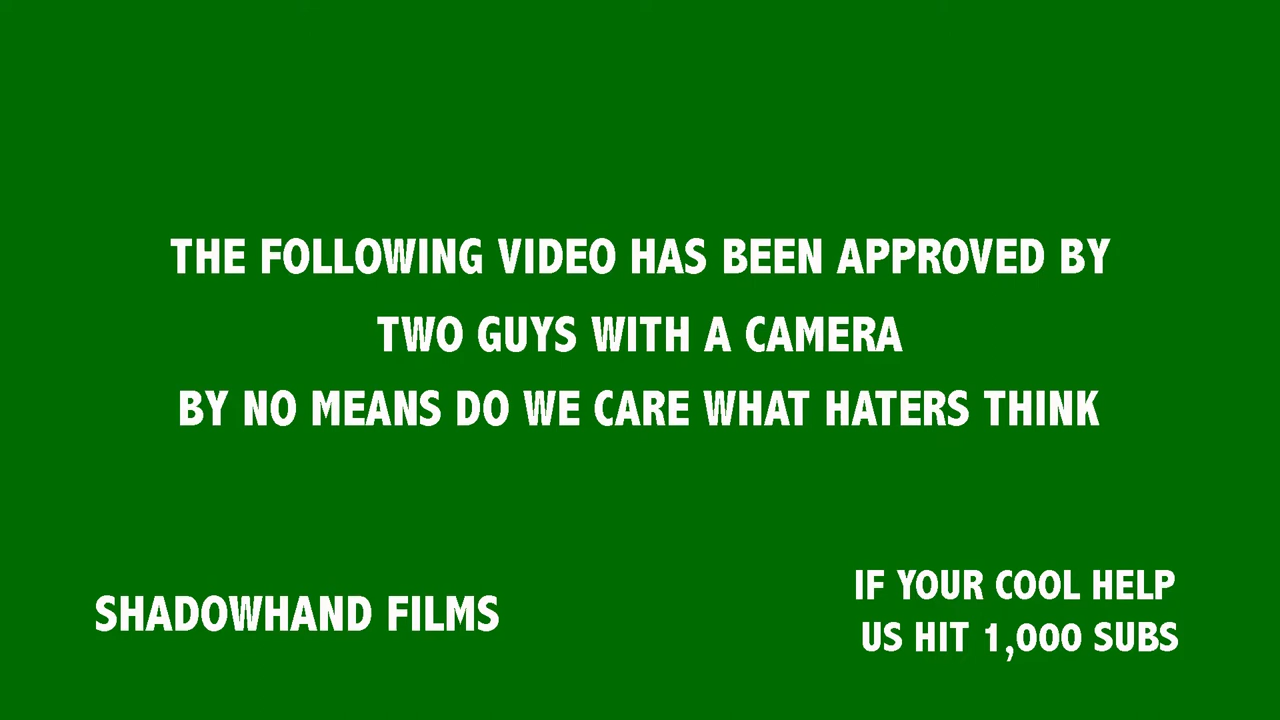 THE FOLLOWING VIDEO HAS BEEN APPROVED BY
TWO GUYS WITH A CAMERA
BY NO MEANS DO WE CARE WHAT HATERS THINK
SHADOWHAND FILMS
IF YOUR COOL HELP
US HIT 1,000 SUBS